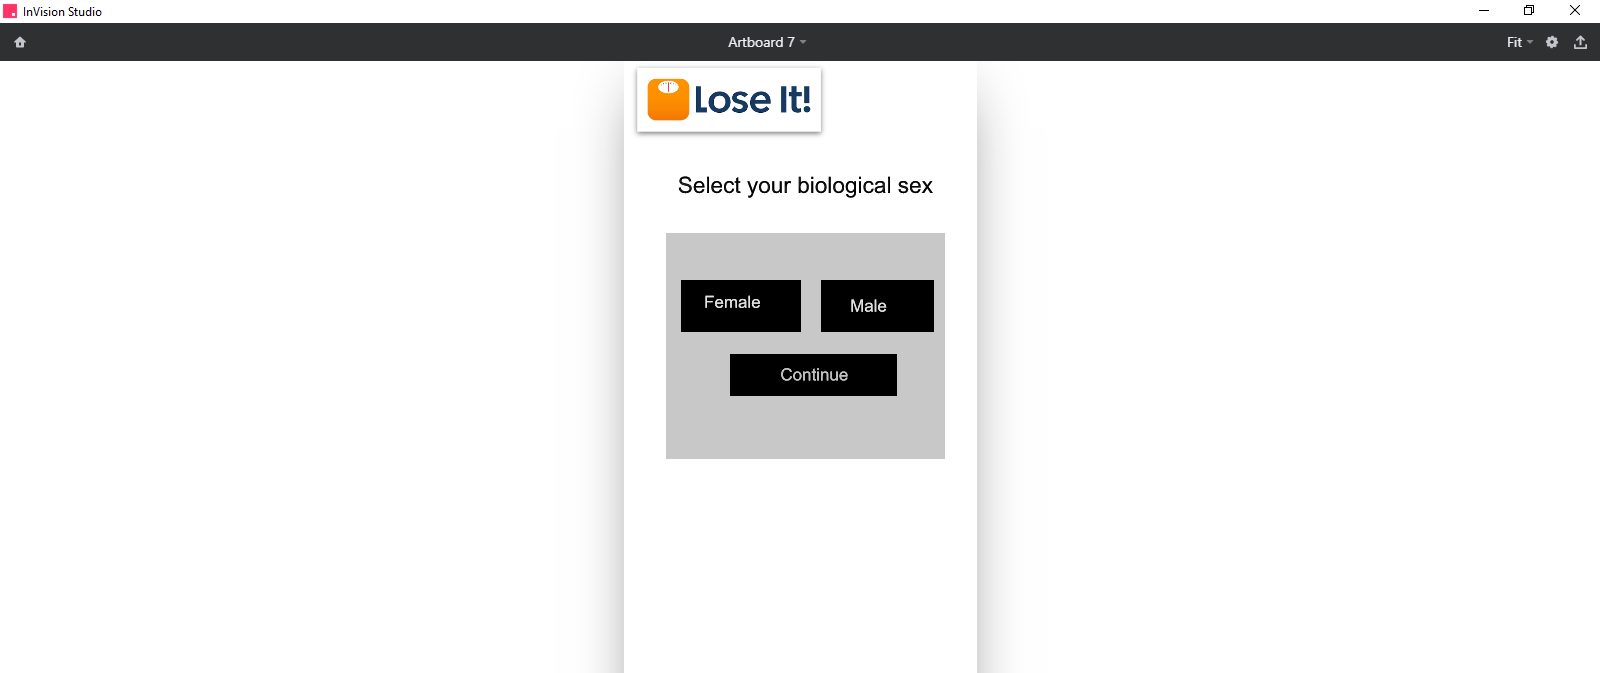 InVision Studio
Artboard 7
Fit
Lose It!
Select your biological sex
Female
Male
Continue